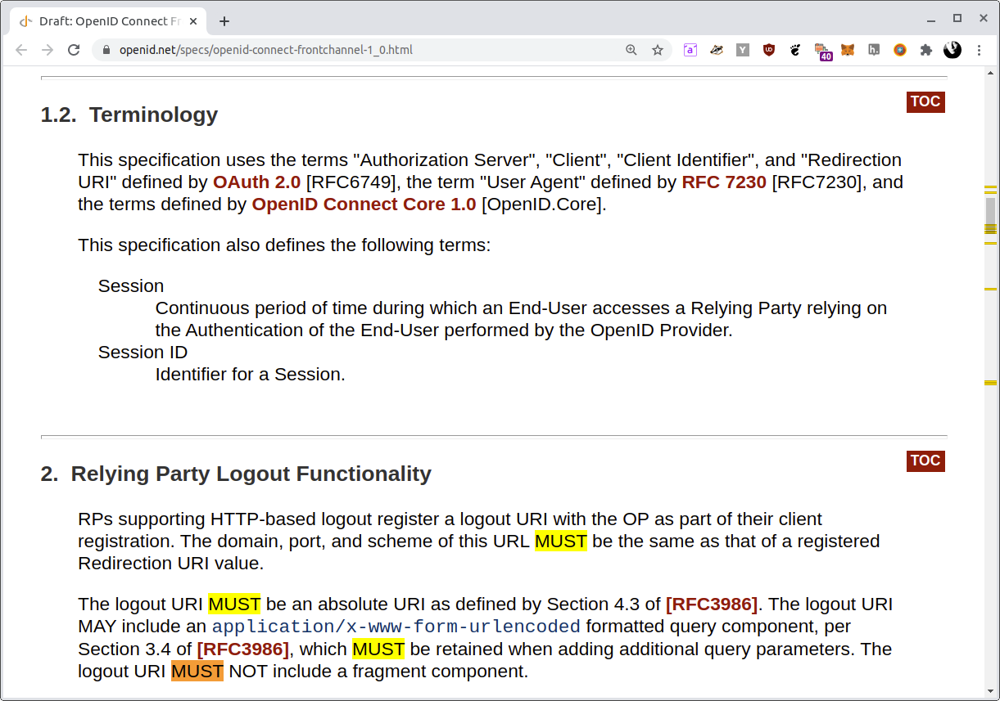 Draft: OpenID Connect Fr
openid.net/specs/openid-connect-frontchannel-1_0.html
a
Y
UD
40
h.
TOC
1.2. Terminology
This specification uses the terms "Authorization Server", "Client", "Client Identifier", and "Redirection
URI" defined by OAuth 2.0 [RFC6749], the term "User Agent" defined by RFC 7230 [RFC7230], and
the terms defined by OpenID Connect Core 1.0 [OpenID.Core].
This specification also defines the following terms:
Session
Continuous period of time during which an End-User accesses a Relying Party relying on
the Authentication of the End-User performed by the OpenID Provider.
Session ID
Identifier for a Session.
TOC
2. Relying Party Logout Functionality
RPs supporting HTTP-based logout register a logout URI with the OP as part of their client
registration. The domain, port, and scheme of this URL MUST be the same as that of a registered
Redirection URI value.
The logout URI MUST be an absolute URI as defined by Section 4.3 of [RFC3986]. The logout URI
MAY include an application/x-www-form-urlencoded formatted query component, per
Section 3.4 of [RFC3986], which MUST be retained when adding additional query parameters. The
logout URI MUST NOT include a fragment component.